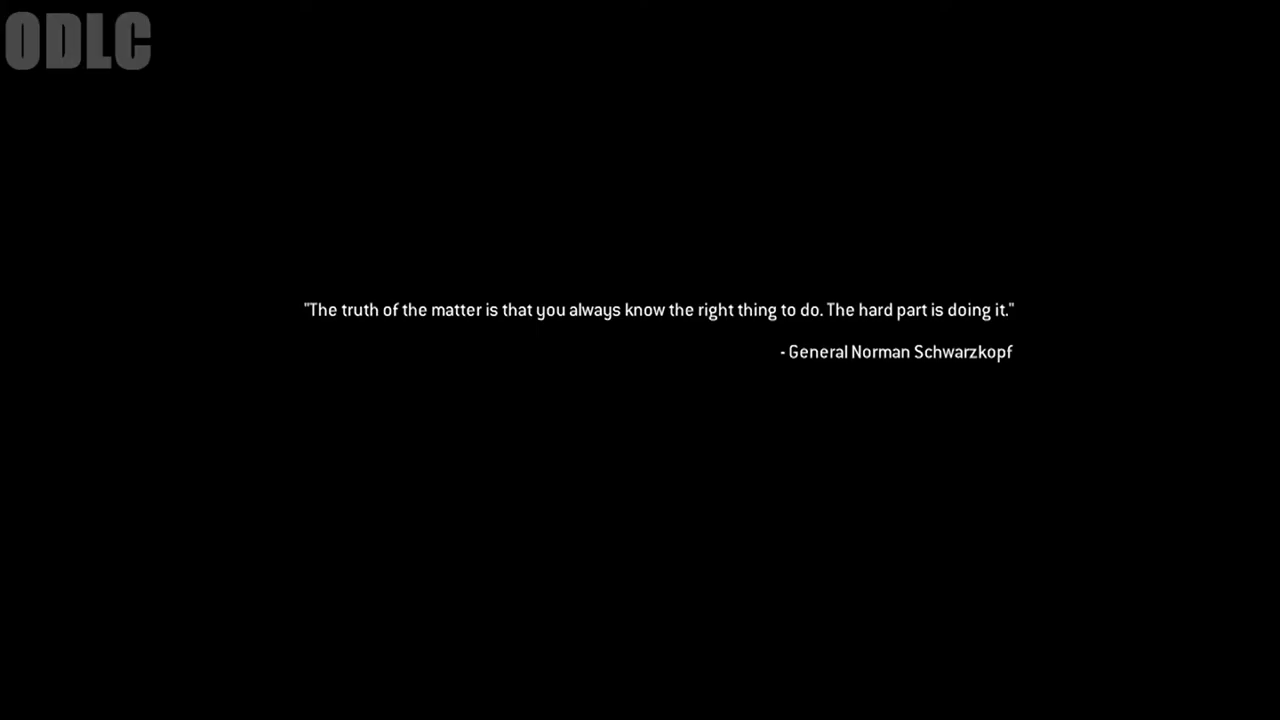 ODLC
"The truth of the matter is that you always know the right thing to do. The hard part is doing it."
- General Norman Schwarzkopf